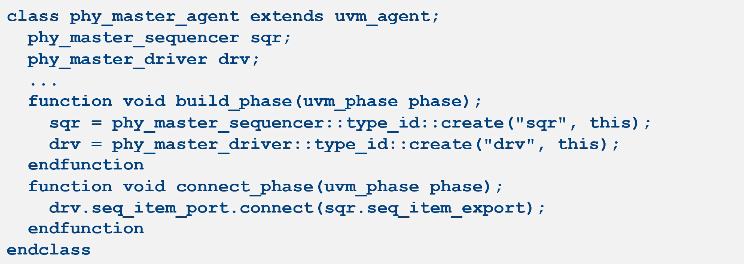 class phy_master_agent extends uvm_agent;
  phy_master_sequencer sqr;
  phy_master_driver drv;
  ...
  function void build_phase(uvm_phase phase);
    sqr = phy_master_sequencer::type_id::create("sqr", this);
    drv = phy_master_driver::type_id::create("drv", this);
  endfunction
  function void connect_phase(uvm_phase phase);
    drv.seq_item_port.connect(sqr.seq_item_export);
  endfunction
endclass